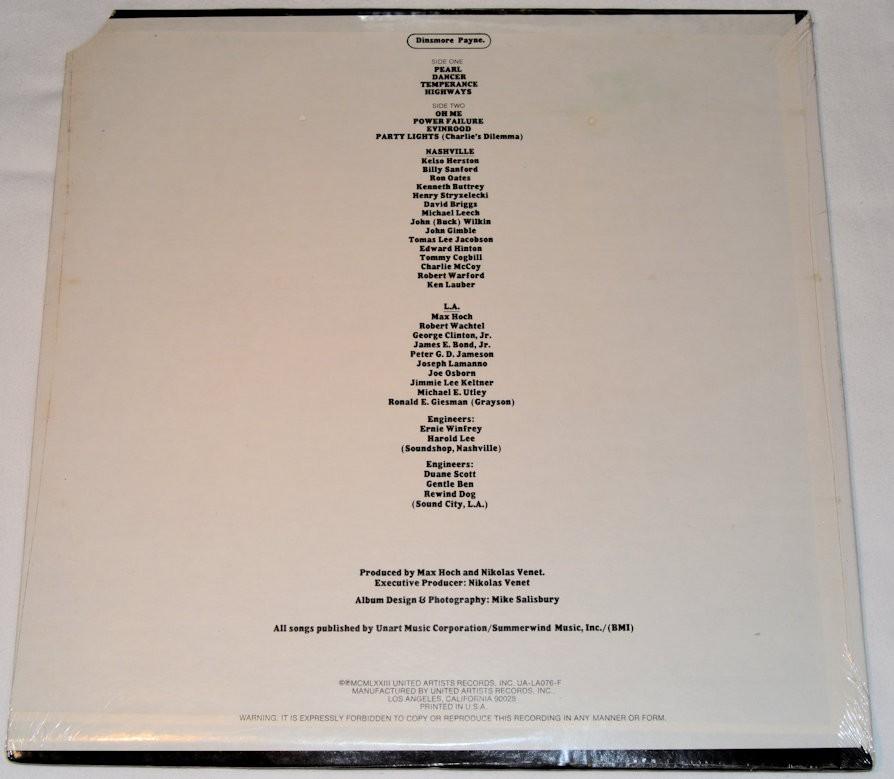 Dinsmore Payne.
SIDE ONE
PEARL
DANCER
TEMPERANCE
HIGHWAYS
SIDE TWO
OH ME
POWER FAILURE
EVINROOD
PARTY LIGHTS (Charlie's Dilemma)
NASHVILLE
Kelso Herston
Billy Sanford
Ron Oates
Kenneth Buttrey
Henry Stryzelecki
David Briggs
Michael Leech
John (Buck) Wilkin
John Gimble
Tomas Lee Jacobson
Edward Hinton
Tommy Cogbill
Charlie McCoy
Robert Warford
Ken Lauber
L.A.
Max Hoch
Robert Wachtel
George Clinton, Jr.
James E. Bond, Jr.
Peter G. D. Jameson
Joseph Lamanno
Joe Osborn
Jimmie Lee Keltner
Michael E. Utley
Ronald E. Giesman (Grayson)
Engineers:
Ernie Winfrey
Harold Lee
(Soundshop, Nashville)
Engineers:
Duane Scott
Gentle Ben
Rewind Dog
(Sound City, L.A.)
Produced by Max Hoch and Nikolas Venet.
Executive Producer: Nikolas Venet
Album Design & Photography: Mike Salisbury
All songs published by Unart Music Corporation/Summerwind Music, Inc./(BMI)
©℗MCMLXXIII UNITED ARTISTS RECORDS, INC. UA-LA076-F
MANUFACTURED BY UNITED ARTISTS RECORDS, INC.,
LOS ANGELES, CALIFORNIA 90028
PRINTED IN U.S.A.
WARNING: IT IS EXPRESSLY FORBIDDEN TO COPY OR REPRODUCE THIS RECORDING IN ANY MANNER OR FORM.